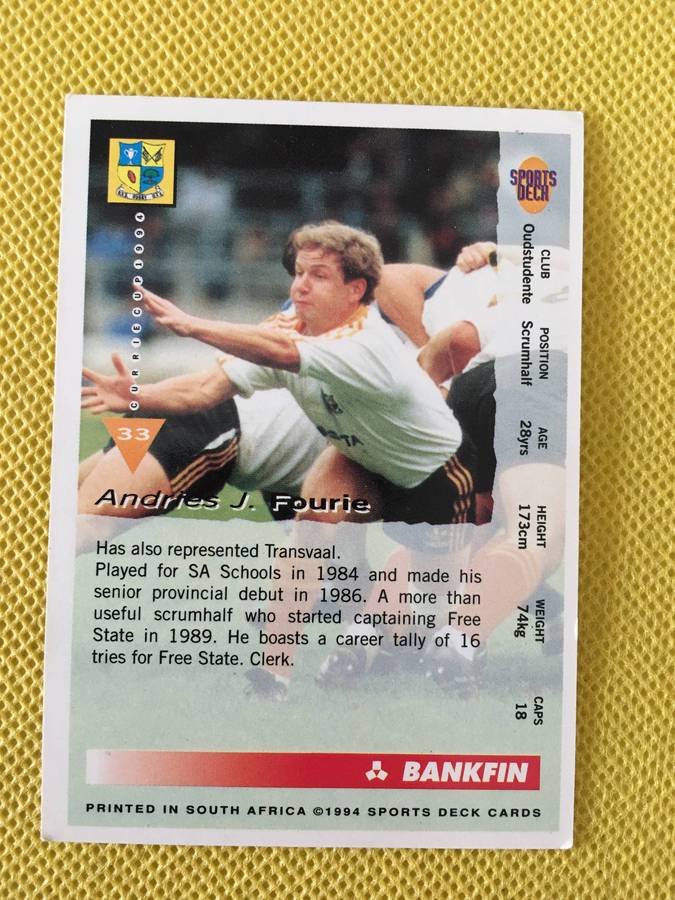 SPORTS
DECK
CURRIE CUP 1994
33
Andries J. Fourie
CLUB
Oudstudente
POSITION
Scrumhalf
AGE
28yrs
HEIGHT
173cm
WEIGHT
74kg
CAPS
18
Has also represented Transvaal.
Played for SA Schools in 1984 and made his
senior provincial debut in 1986. A more than
useful scrumhalf who started captaining Free
State in 1989. He boasts a career tally of 16
tries for Free State. Clerk.
BANKFIN
PRINTED IN SOUTH AFRICA ©1994 SPORTS DECK CARDS